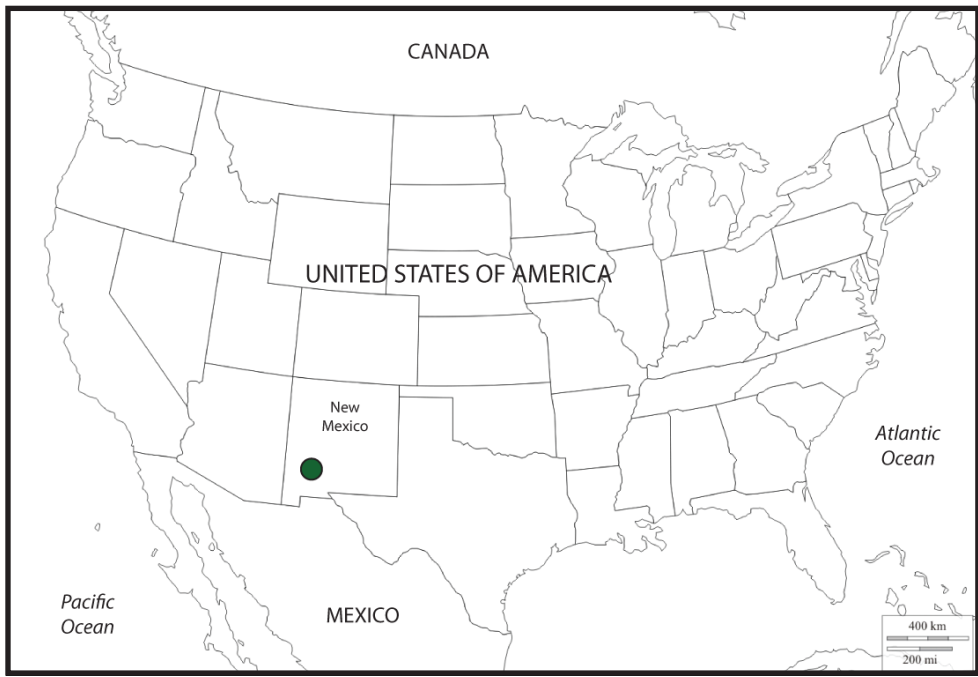 CANADA
UNITED STATES OF AMERICA
New
Mexico
Atlantic
Ocean
Pacific
Ocean
MEXICO
400 km
200 mi